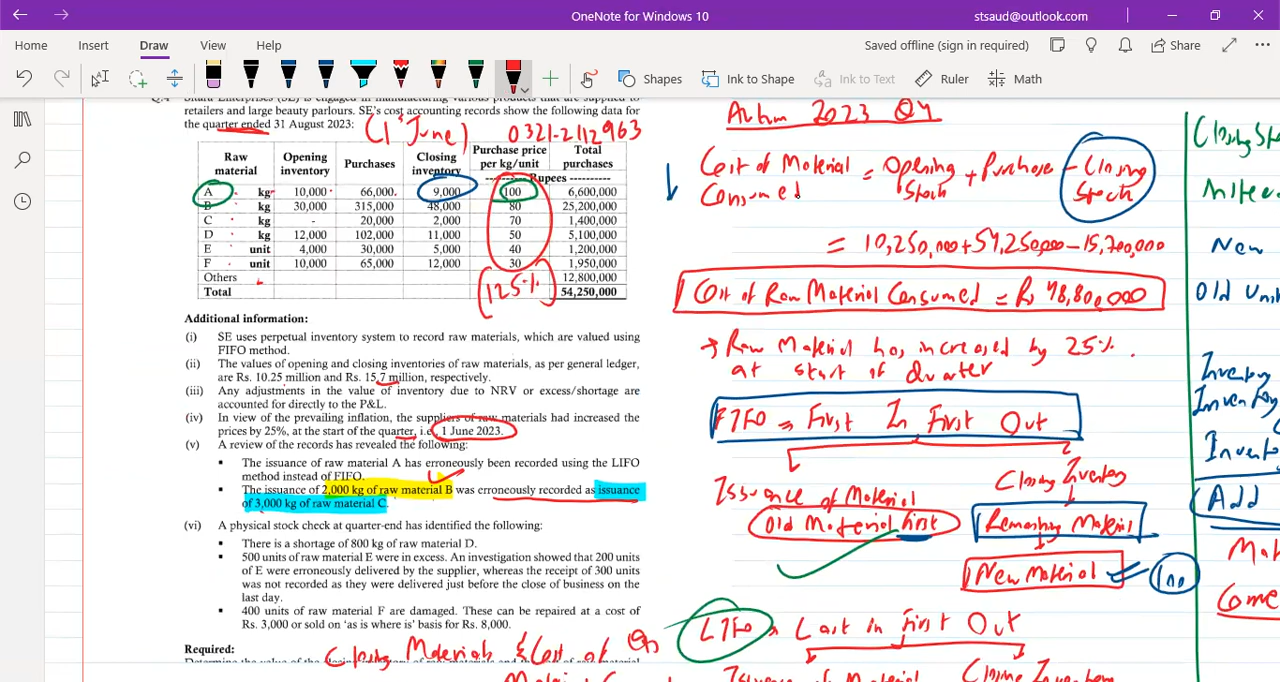 OneNote for Windows 10
stsaud@outlook.com
Home Insert Draw View Help
Saved offline (sign in required)
Share
Shapes
Ink to Shape
Ink to Text
Ruler
Math
retailers and large beauty parlours. SE's cost accounting records show the following data for
the quarter ended 31 August 2023:
(1st June) 0321-2112963
Raw material Opening inventory Purchases Closing inventory Purchase price per kg/unit Total purchases
---------- Rupees ----------
A kg 10,000 66,000 9,000 100 6,600,000
B kg 30,000 315,000 48,000 80 25,200,000
C kg - 20,000 2,000 70 1,400,000
D kg 12,000 102,000 11,000 50 5,100,000
E unit 4,000 30,000 5,000 40 1,200,000
F unit 10,000 65,000 12,000 30 1,950,000
Others 12,800,000
Total 54,250,000
(125%)
Additional information:
(i) SE uses perpetual inventory system to record raw materials, which are valued using
FIFO method.
(ii) The values of opening and closing inventories of raw materials, as per general ledger,
are Rs. 10.25 million and Rs. 15.7 million, respectively.
(iii) Any adjustments in the value of inventory due to NRV or excess/shortage are
accounted for directly to the P&L.
(iv) In view of the prevailing inflation, the suppliers of raw materials had increased the
prices by 25%, at the start of the quarter, i.e. 1 June 2023.
(v) A review of the records has revealed the following:
▪ The issuance of raw material A has erroneously been recorded using the LIFO
method instead of FIFO.
▪ The issuance of 2,000 kg of raw material B was erroneously recorded as issuance
of 3,000 kg of raw material C.
(vi) A physical stock check at quarter-end has identified the following:
▪ There is a shortage of 800 kg of raw material D.
▪ 500 units of raw material E were in excess. An investigation showed that 200 units
of E were erroneously delivered by the supplier, whereas the receipt of 300 units
was not recorded as they were delivered just before the close of business on the
last day.
▪ 400 units of raw material F are damaged. These can be repaired at a cost of
Rs. 3,000 or sold on 'as is where is' basis for Rs. 8,000.
Required:
Closing Materials & Cost of
Autum 2023 Q4
Cost of Material Consumed = Opening Stock + Purchase - Closing Stock
= 10,250,000+54,250,000-15,700,000
Cost of Raw Material Consumed = Rs 48,80,000
→ Raw Material has increased by 25%.
at start of Quarter
FIFO = First In First Out
Issuance of Material
Old Material first
Closing Inventory
Remaining Material
New Material
LIFO = Last in First Out
Issuance of Material
Closing Inventory
Closing Sto
New
Old Unit
Inventory
Inventory
Inventor
Add
Ma
Come